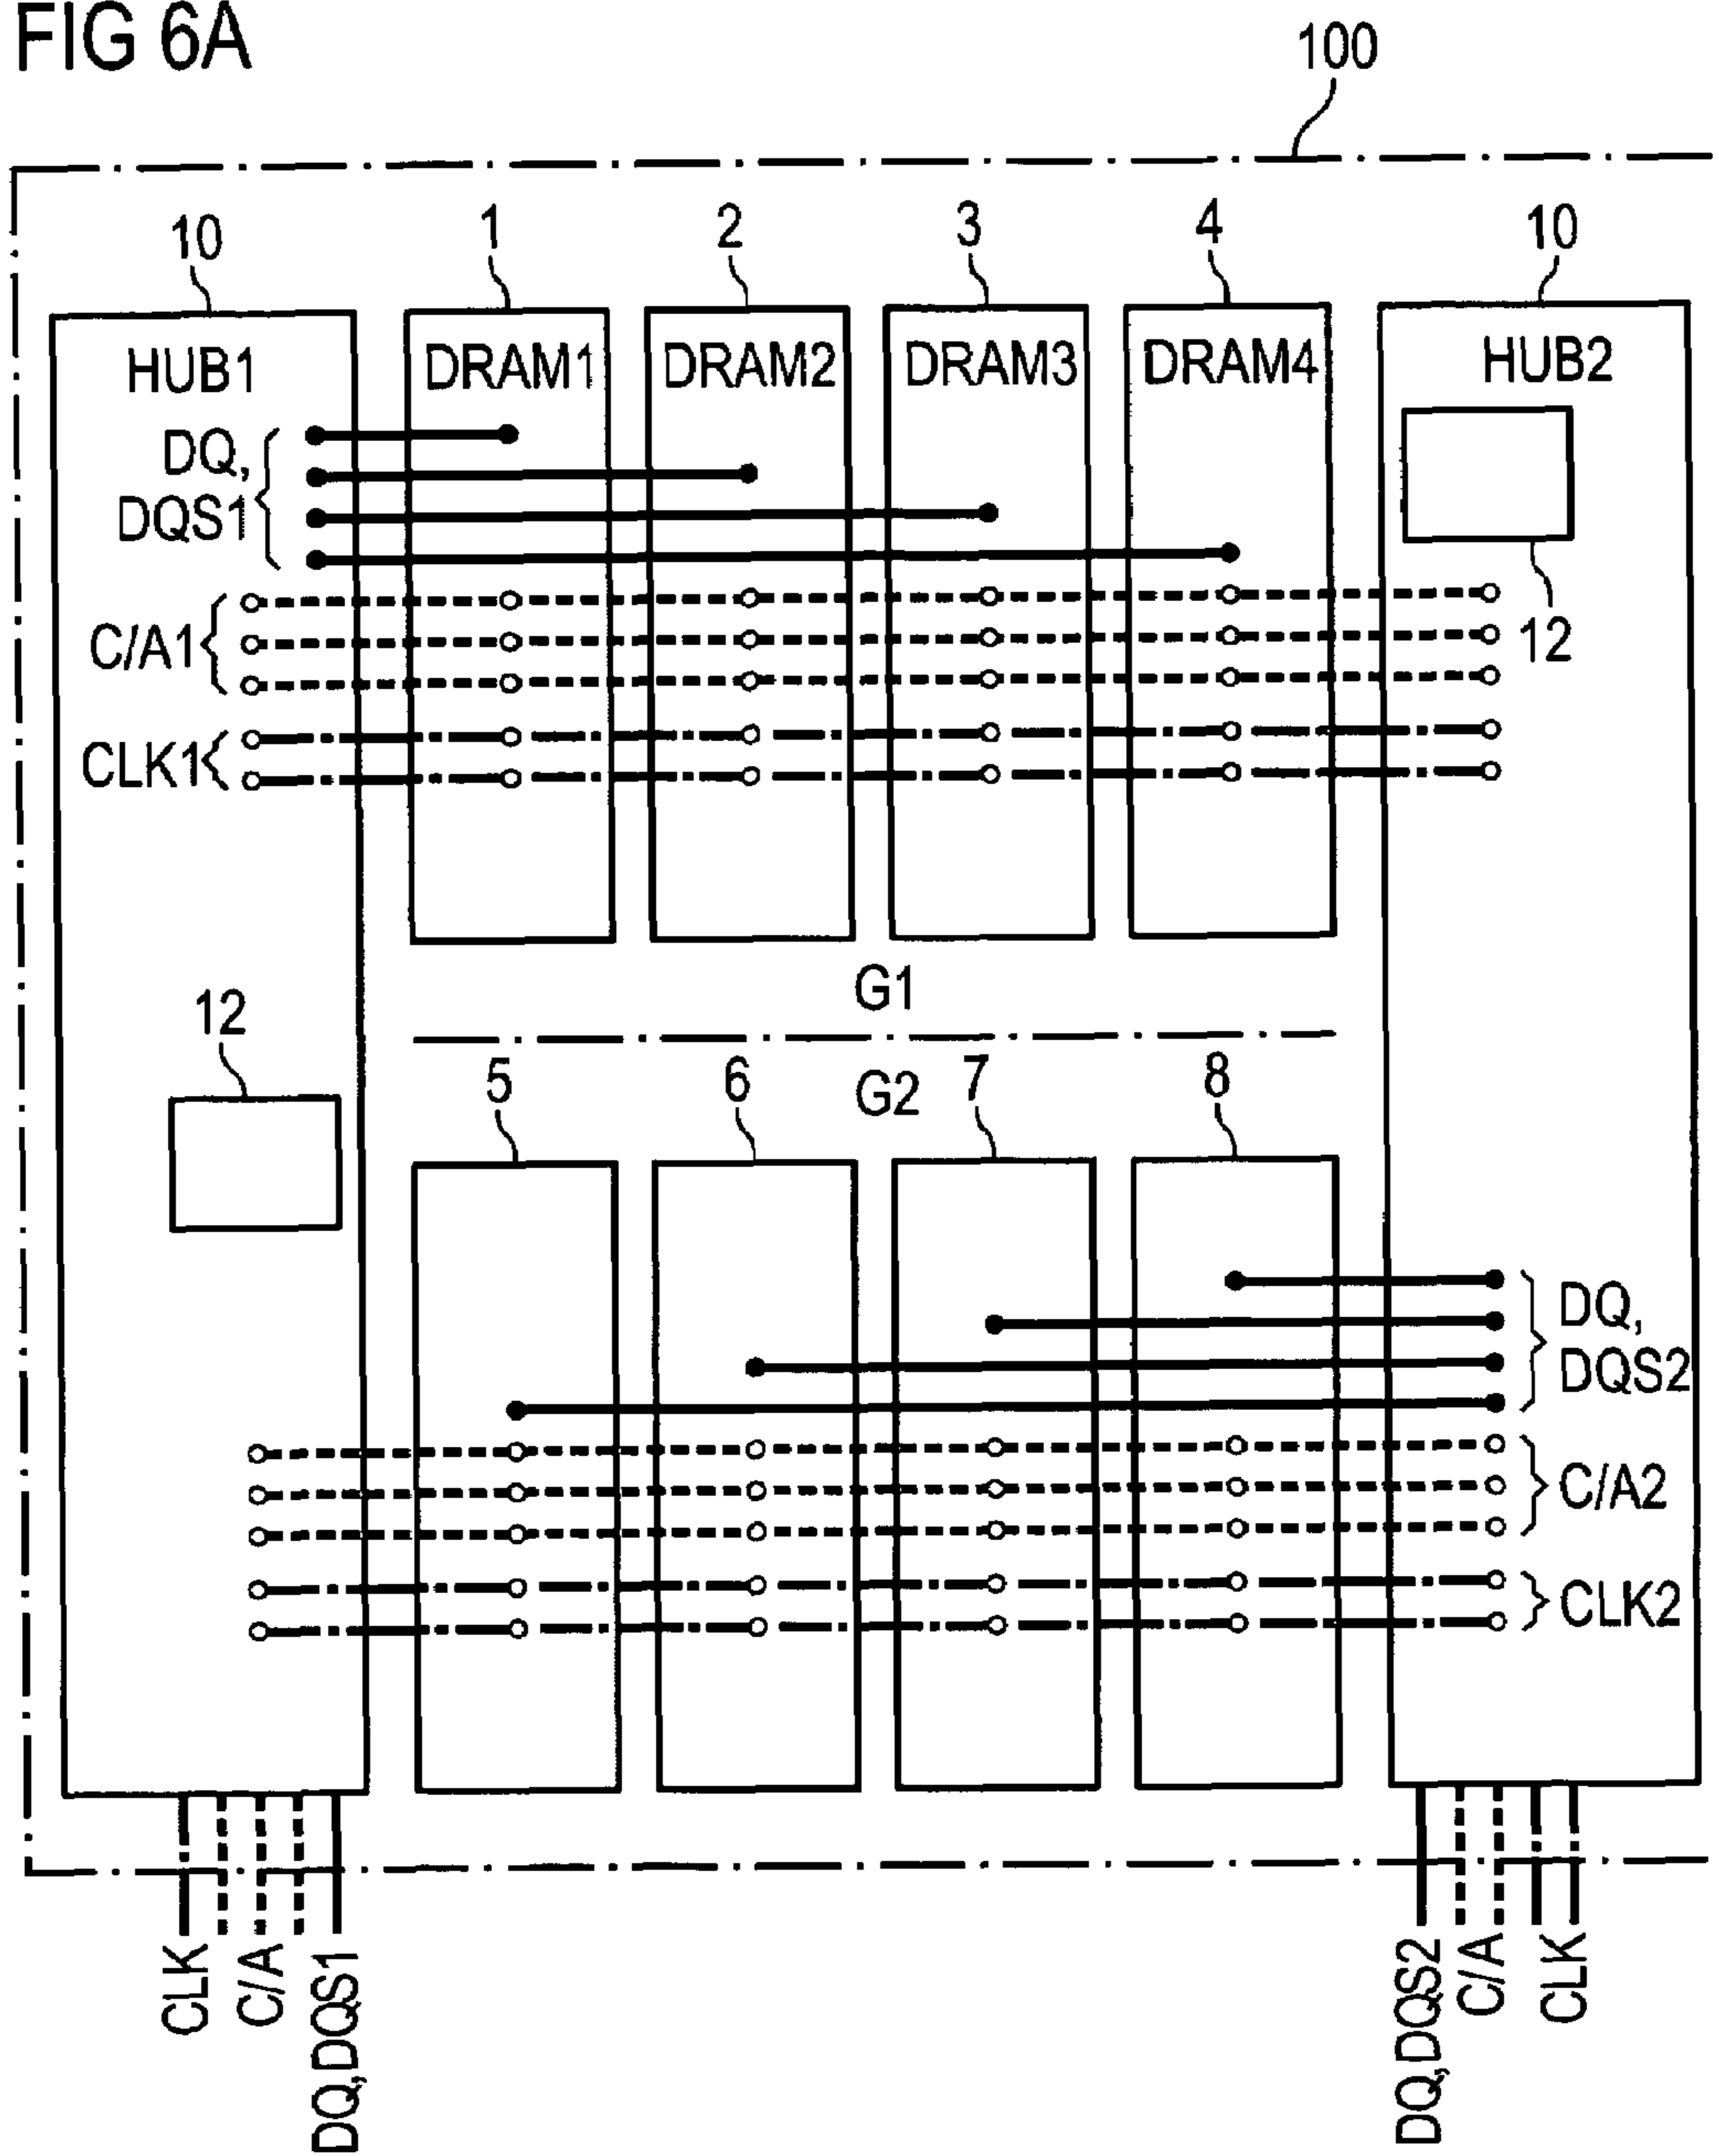 FIG 6A
100
10
1
2
3
4
10
HUB1
DRAM1
DRAM2
DRAM3
DRAM4
HUB2
DQ,
DQS1
C/A1
12
CLK1
G1
12
5
6
G2
7
8
DQ,
DQS2
C/A2
CLK2
CLK
C/A
DQ,DQS1
DQ,DQS2
C/A
CLK